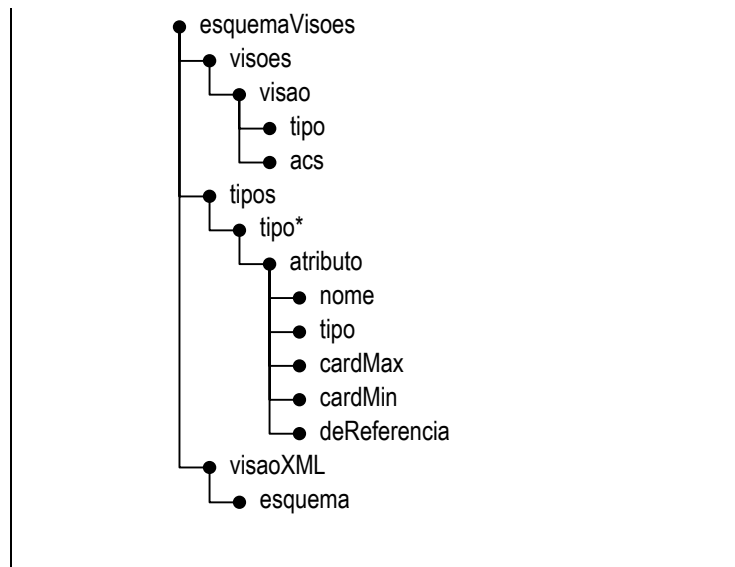 esquemaVisoes
visoes
visao
tipo
acs
tipos
tipo*
atributo
nome
tipo
cardMax
cardMin
deReferencia
visaoXML
esquema